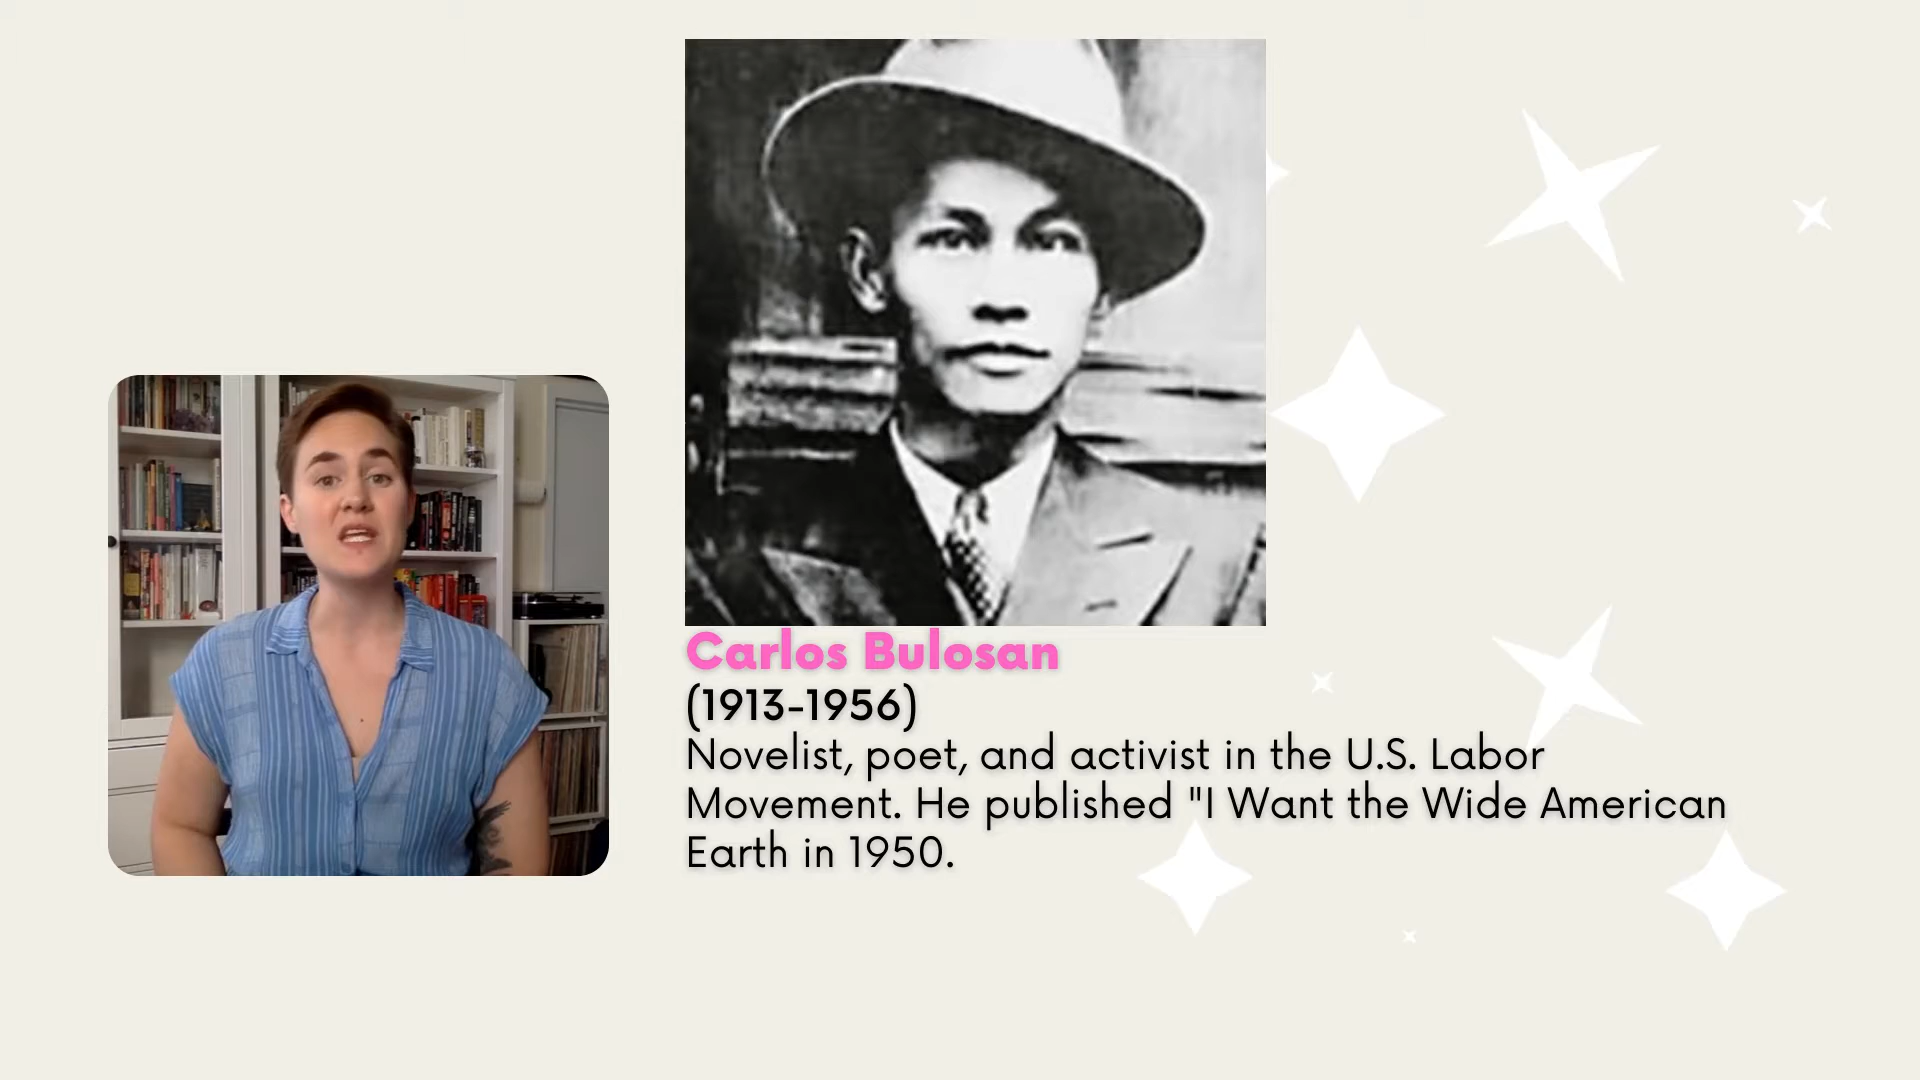 Carlos Bulosan
(1913-1956)
Novelist, poet, and activist in the U.S. Labor
Movement. He published "I Want the Wide American
Earth in 1950.